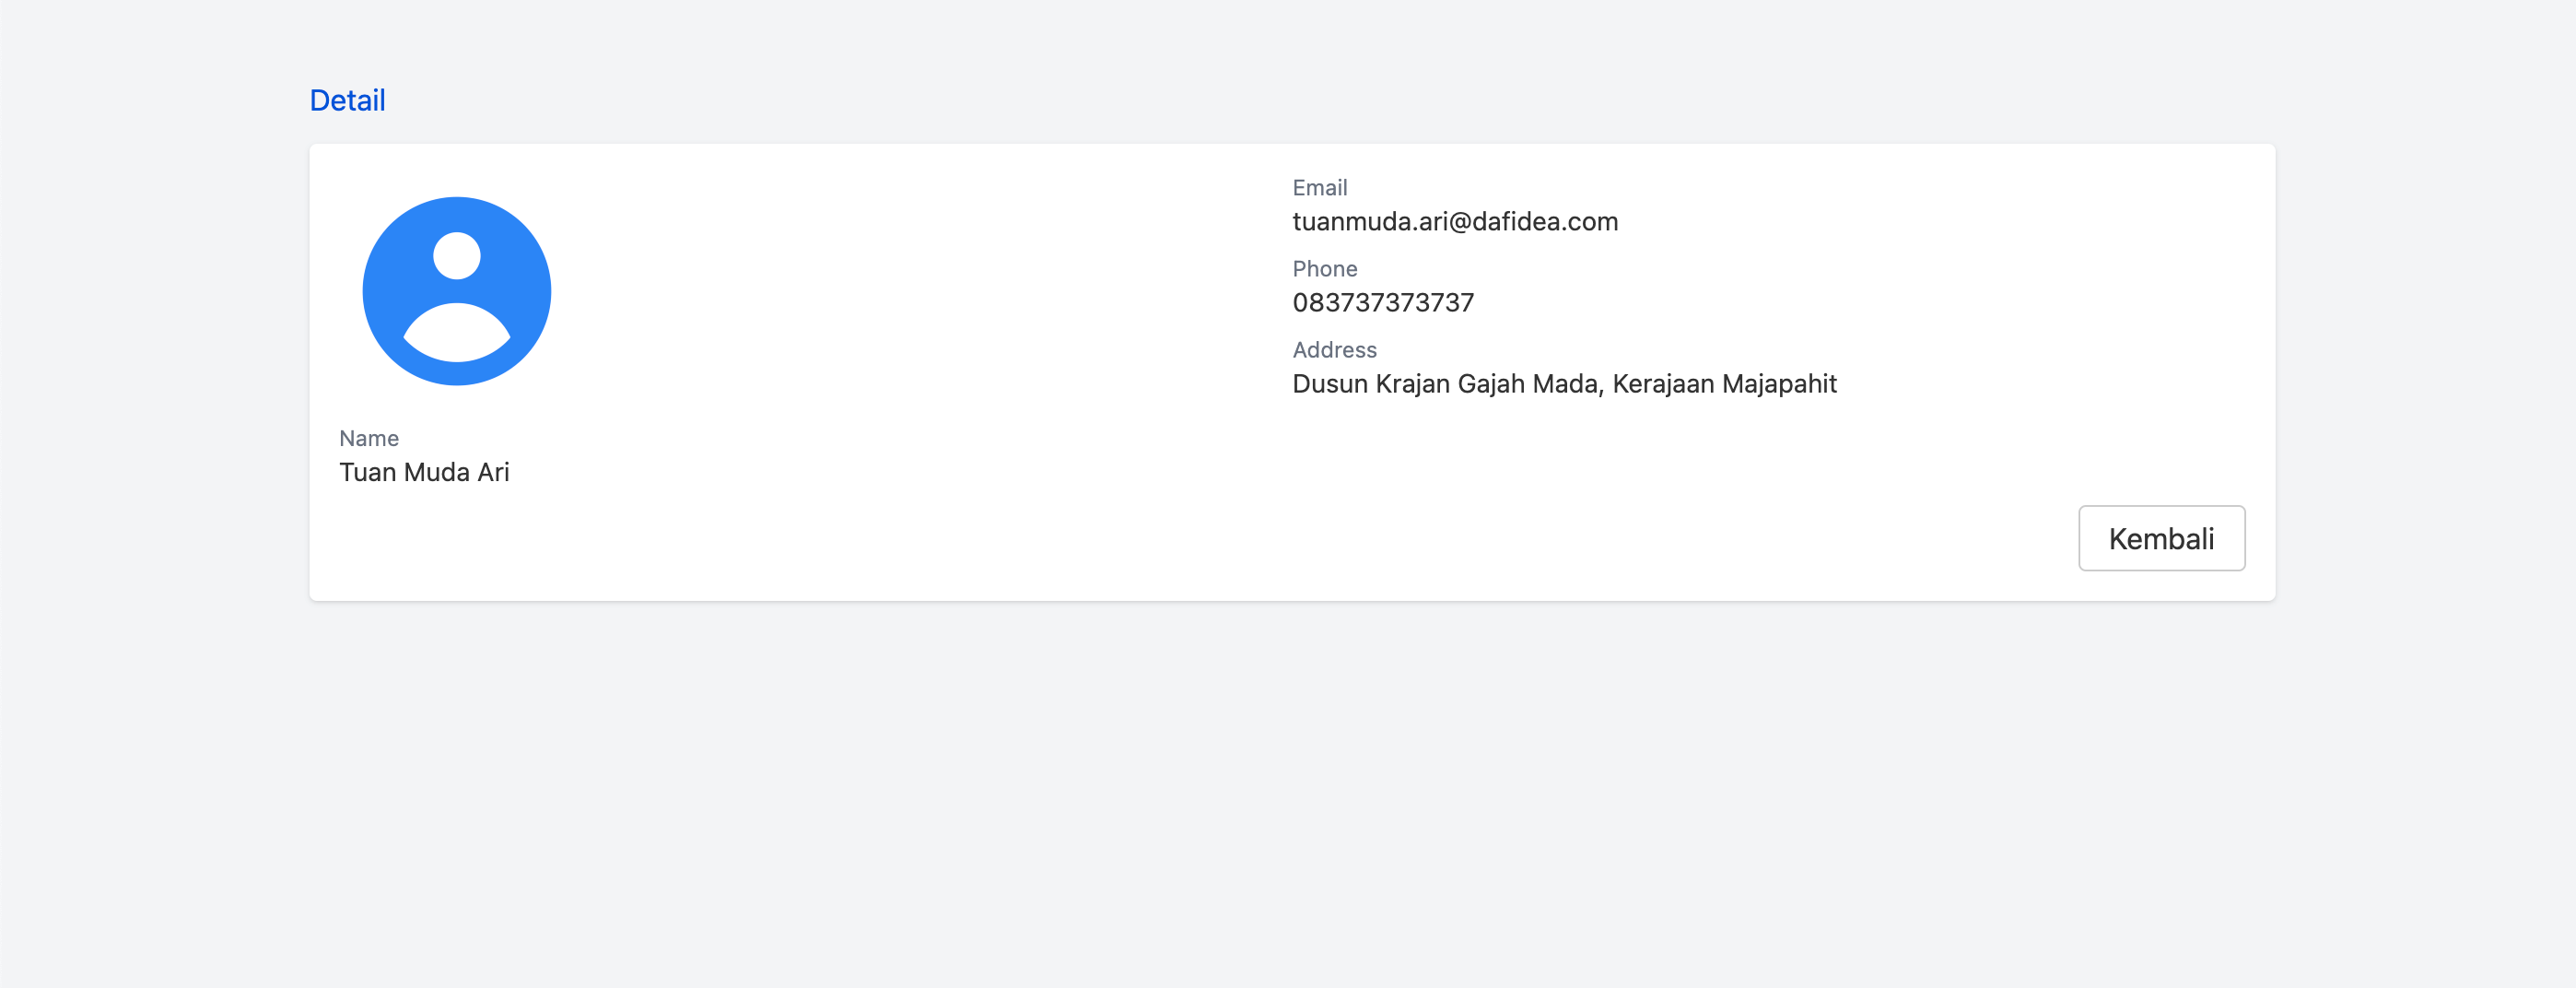 Detail
Name
Tuan Muda Ari
Email
tuanmuda.ari@dafidea.com
Phone
083737373737
Address
Dusun Krajan Gajah Mada, Kerajaan Majapahit
Kembali